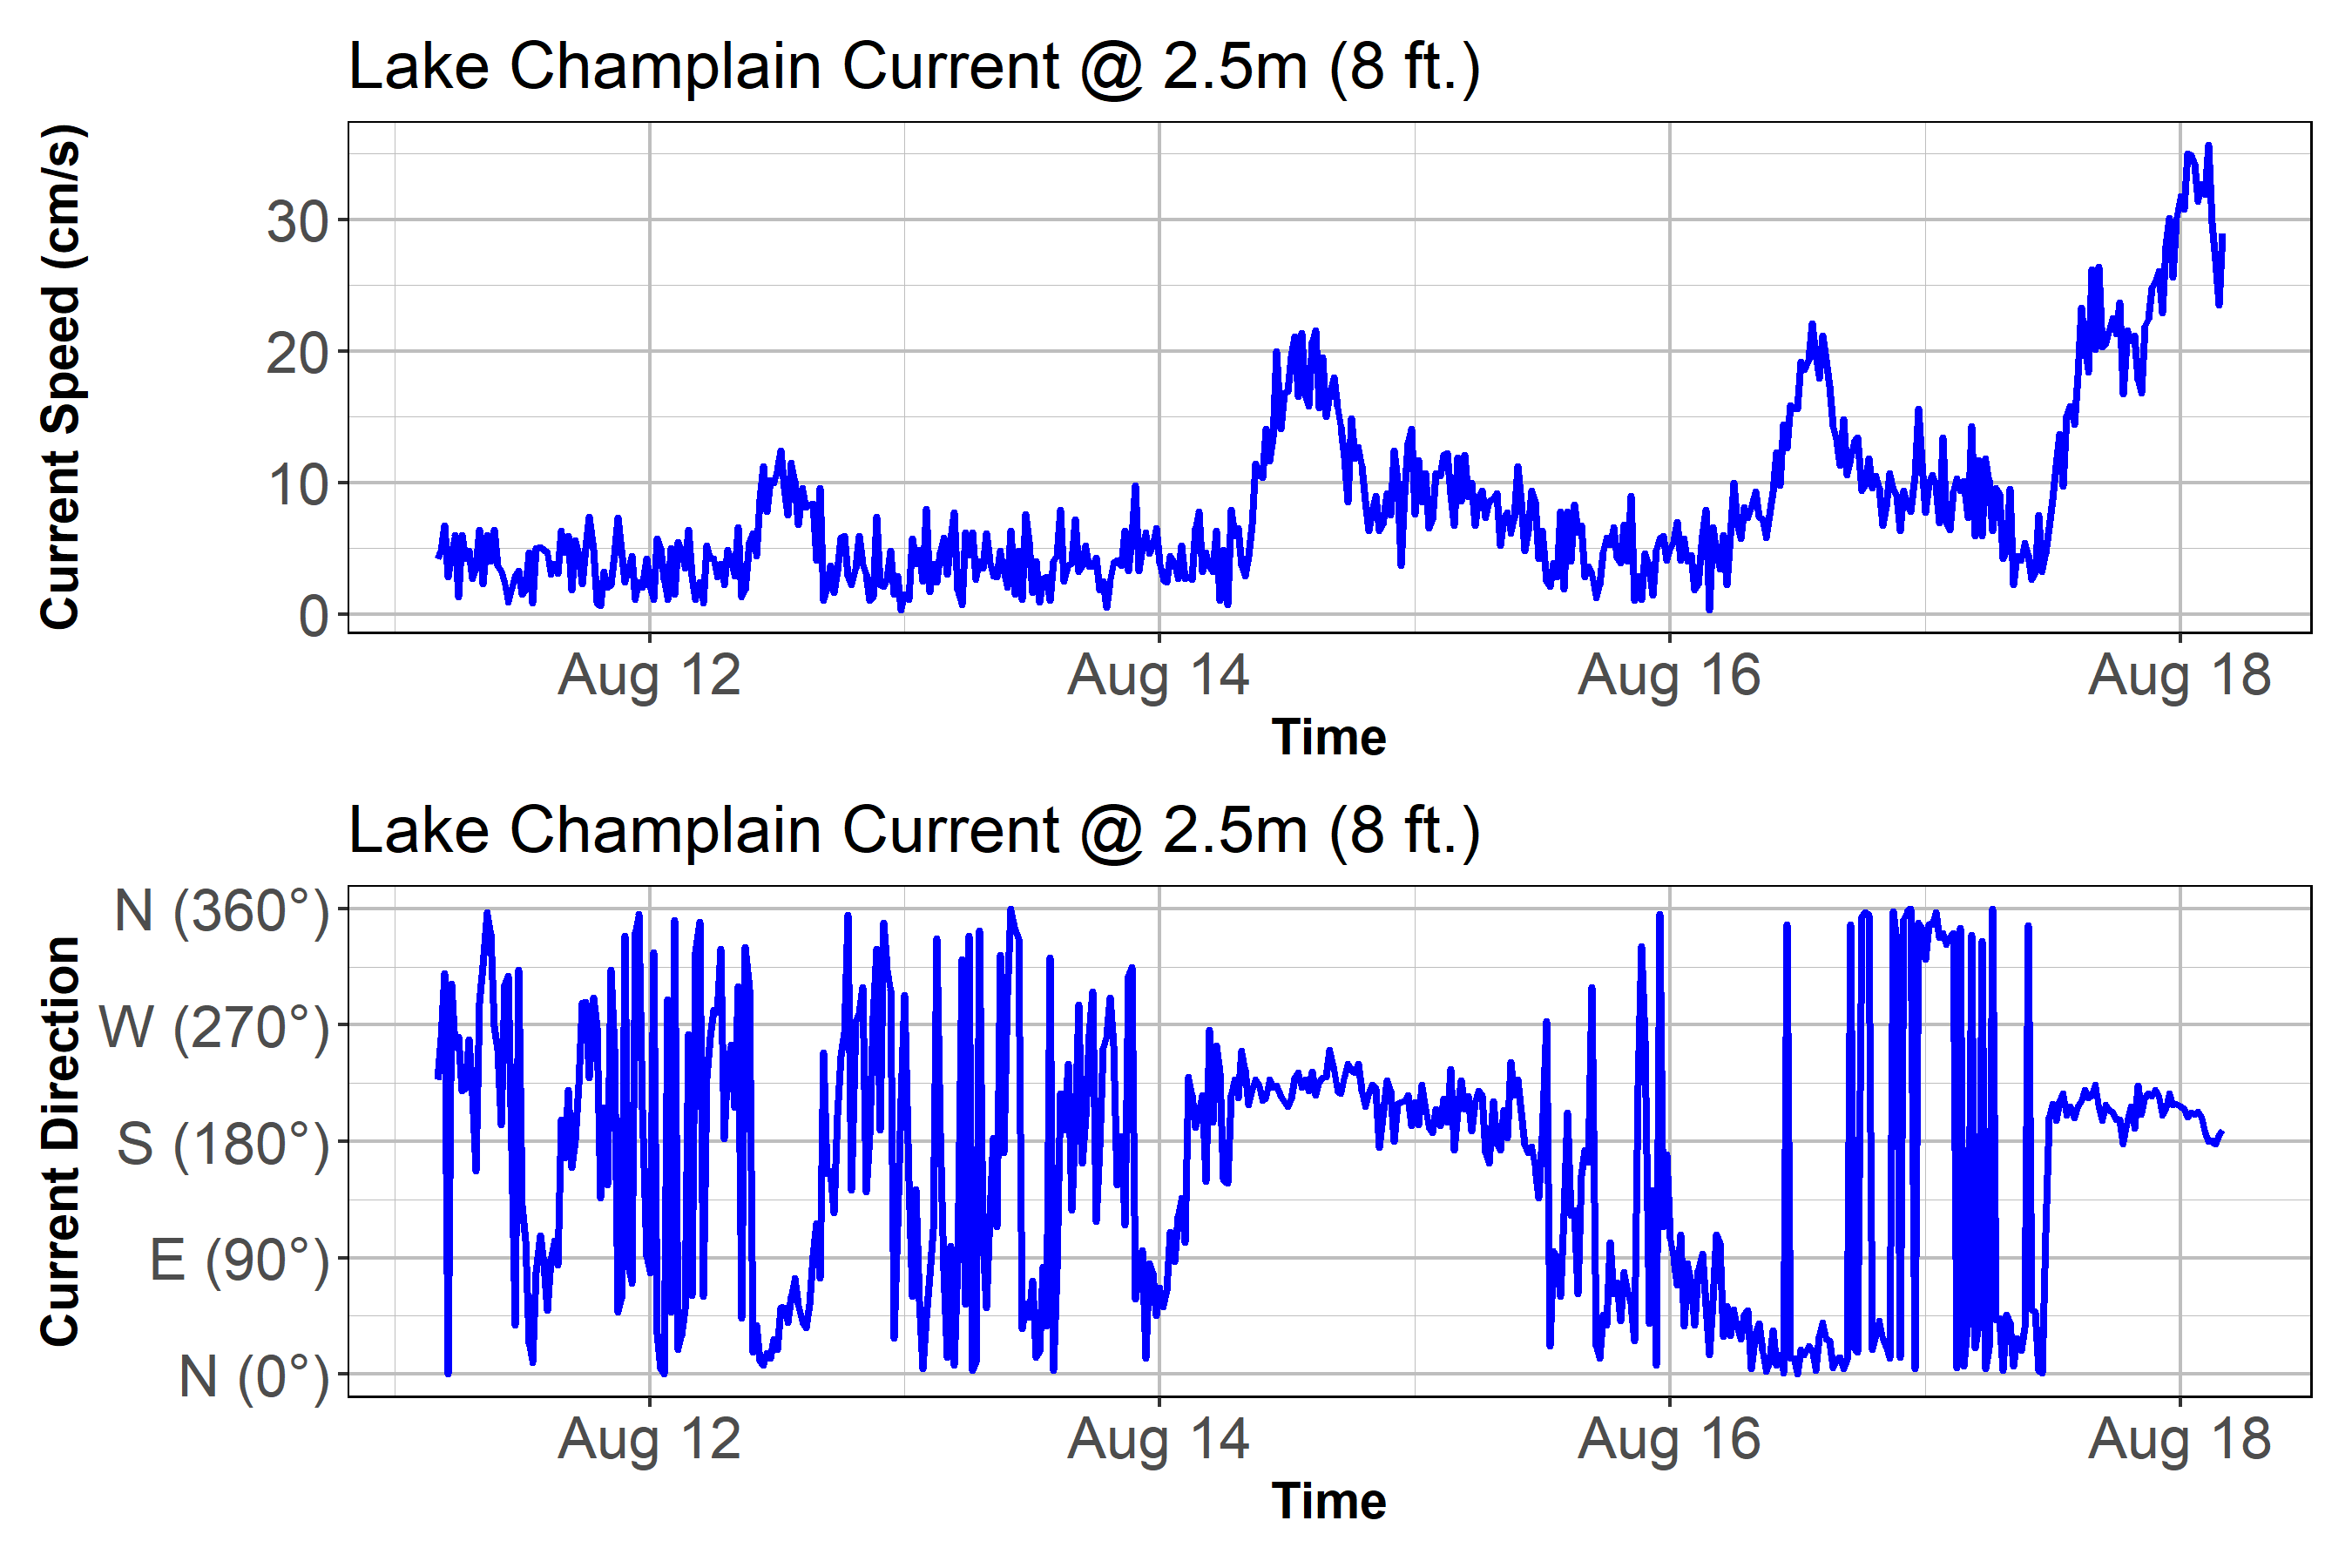 Lake Champlain Current @ 2.5m (8 ft.)
Current Speed (cm/s)
30
20
10
0
Aug 12 Aug 14 Aug 16 Aug 18
Time
Lake Champlain Current @ 2.5m (8 ft.)
Current Direction
N (360°)
W (270°)
S (180°)
E (90°)
N (0°)
Aug 12 Aug 14 Aug 16 Aug 18
Time